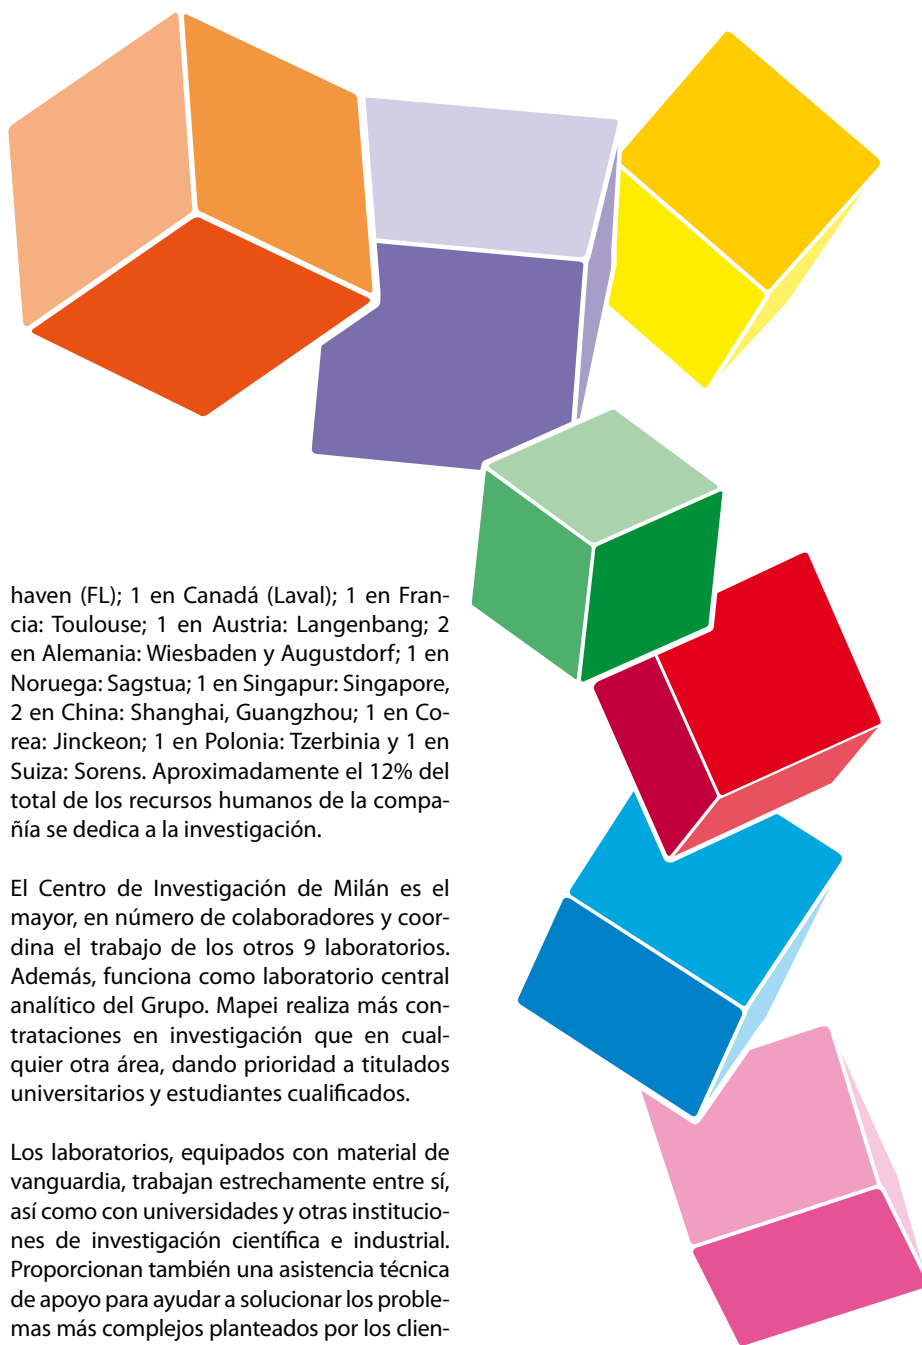 haven (FL); 1 en Canadá (Laval); 1 en Fran-
cia: Toulouse; 1 en Austria: Langenbang; 2
en Alemania: Wiesbaden y Augustdorf; 1 en
Noruega: Sagstua; 1 en Singapur: Singapore,
2 en China: Shanghai, Guangzhou; 1 en Co-
rea: Jinckeon; 1 en Polonia: Tzerbinia y 1 en
Suiza: Sorens. Aproximadamente el 12% del
total de los recursos humanos de la compa-
ñía se dedica a la investigación.
El Centro de Investigación de Milán es el
mayor, en número de colaboradores y coor-
dina el trabajo de los otros 9 laboratorios.
Además, funciona como laboratorio central
analítico del Grupo. Mapei realiza más con-
trataciones en investigación que en cual-
quier otra área, dando prioridad a titulados
universitarios y estudiantes cualificados.
Los laboratorios, equipados con material de
vanguardia, trabajan estrechamente entre sí,
así como con universidades y otras institucio-
nes de investigación científica e industrial.
Proporcionan también una asistencia técnica
de apoyo para ayudar a solucionar los proble-
mas más complejos planteados por los clien-